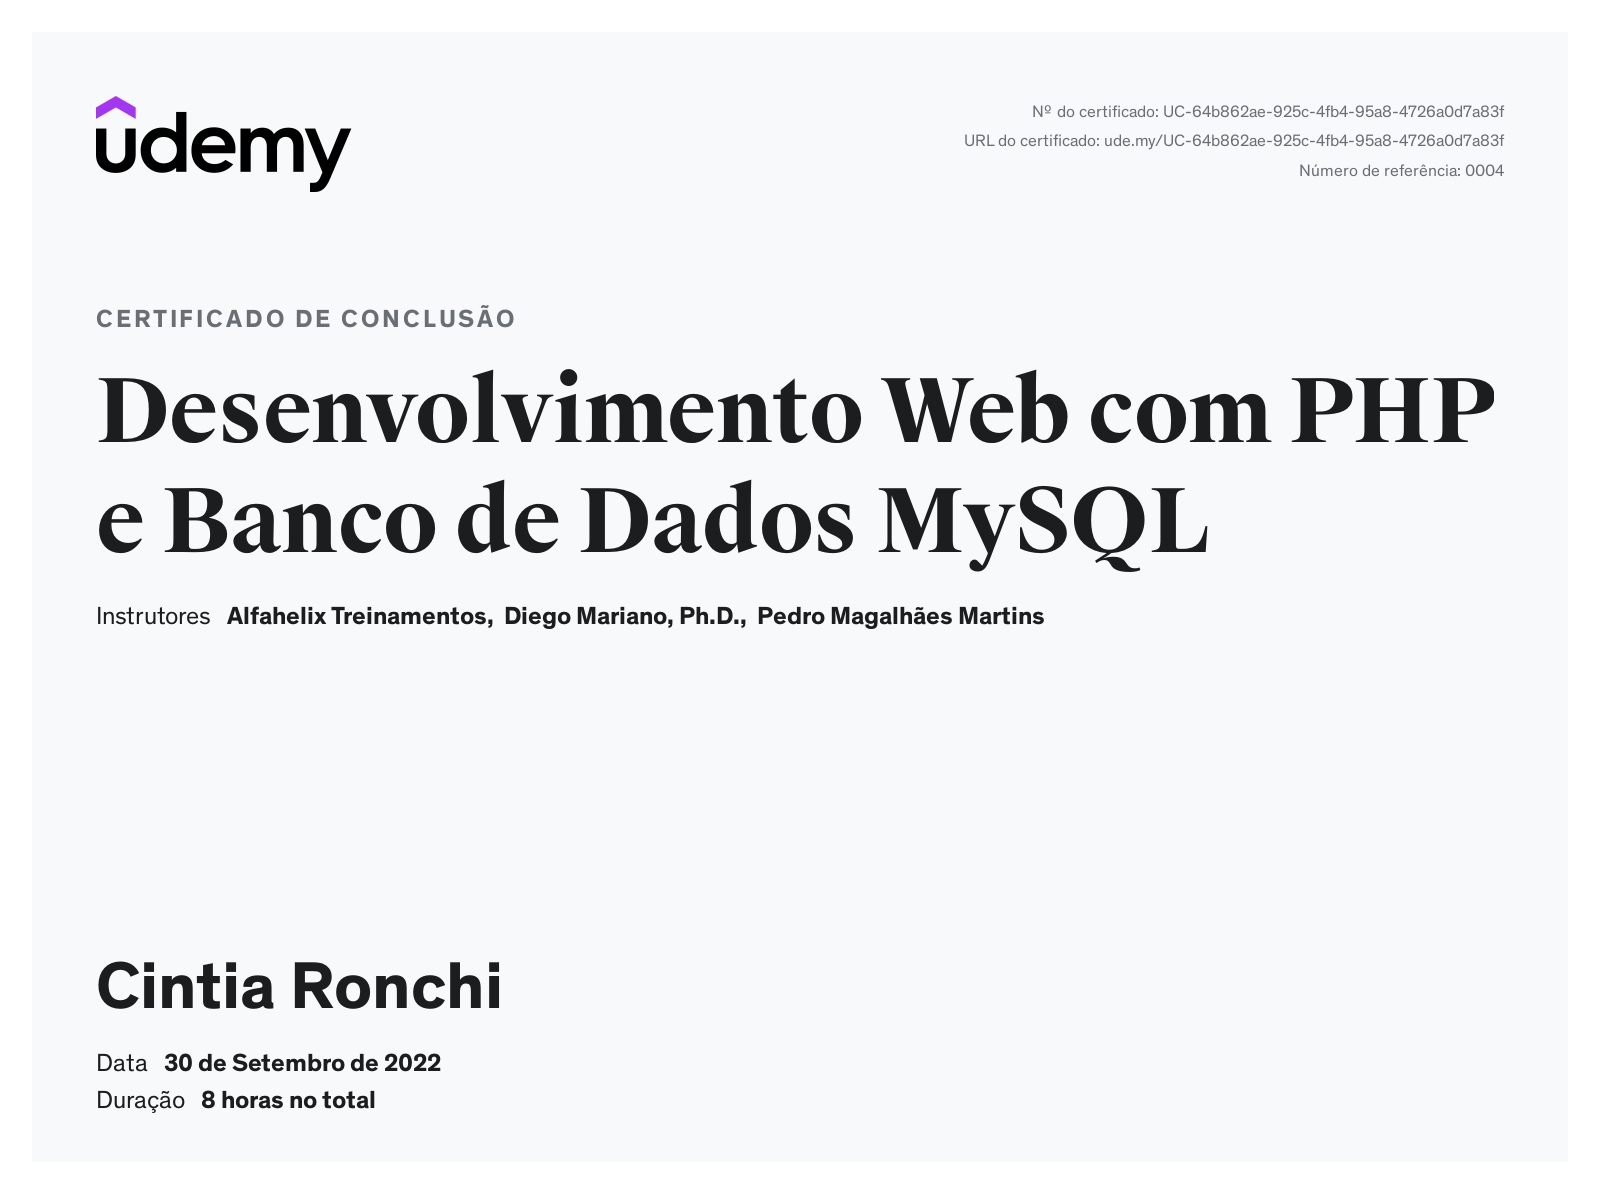 udemy
Nº do certificado: UC-64b862ae-925c-4fb4-95a8-4726a0d7a83f
URL do certificado: ude.my/UC-64b862ae-925c-4fb4-95a8-4726a0d7a83f
Número de referência: 0004
CERTIFICADO DE CONCLUSÃO
Desenvolvimento Web com PHP
e Banco de Dados MySQL
Instrutores Alfahelix Treinamentos, Diego Mariano, Ph.D., Pedro Magalhães Martins
Cintia Ronchi
Data 30 de Setembro de 2022
Duração 8 horas no total